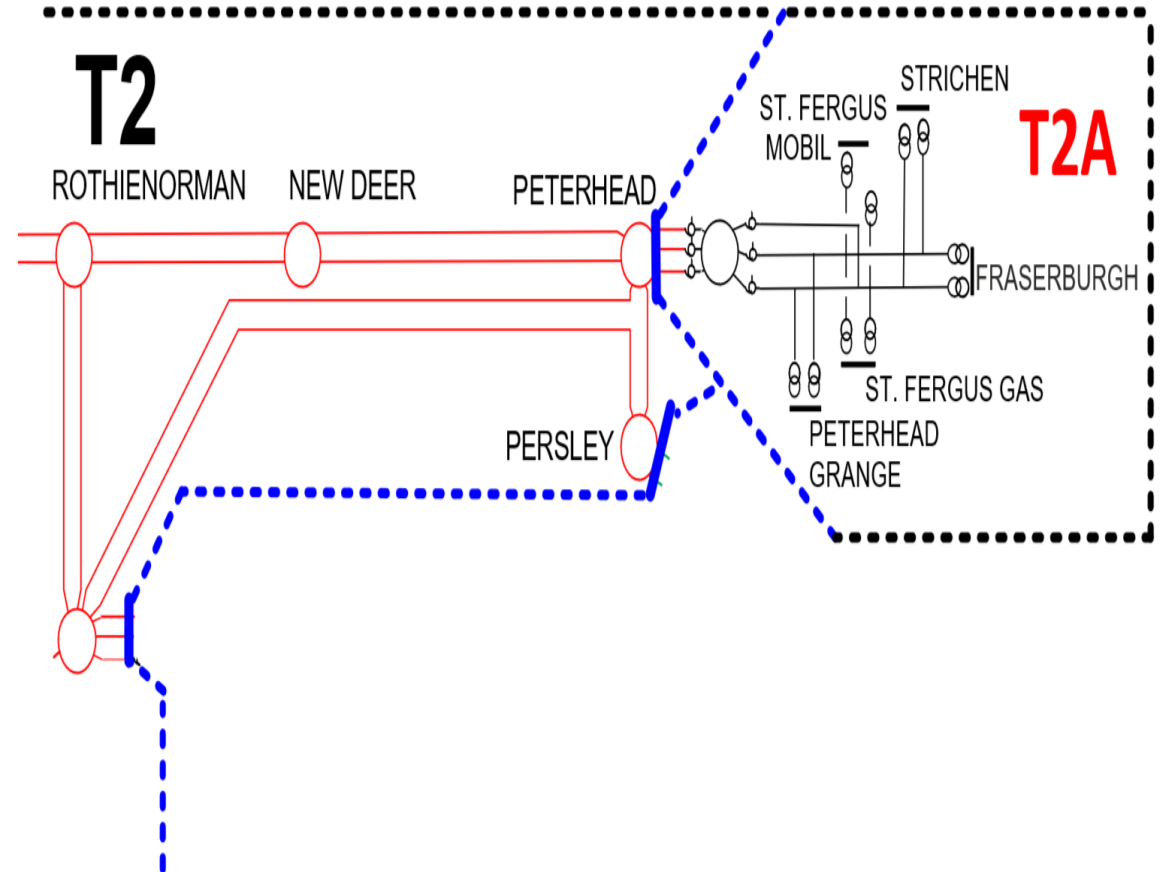 T2
STRICHEN
ST. FERGUS
MOBIL
T2A
ROTHIENORMAN
NEW DEER
PETERHEAD
FRASERBURGH
ST. FERGUS GAS
PERSLEY
PETERHEAD
GRANGE